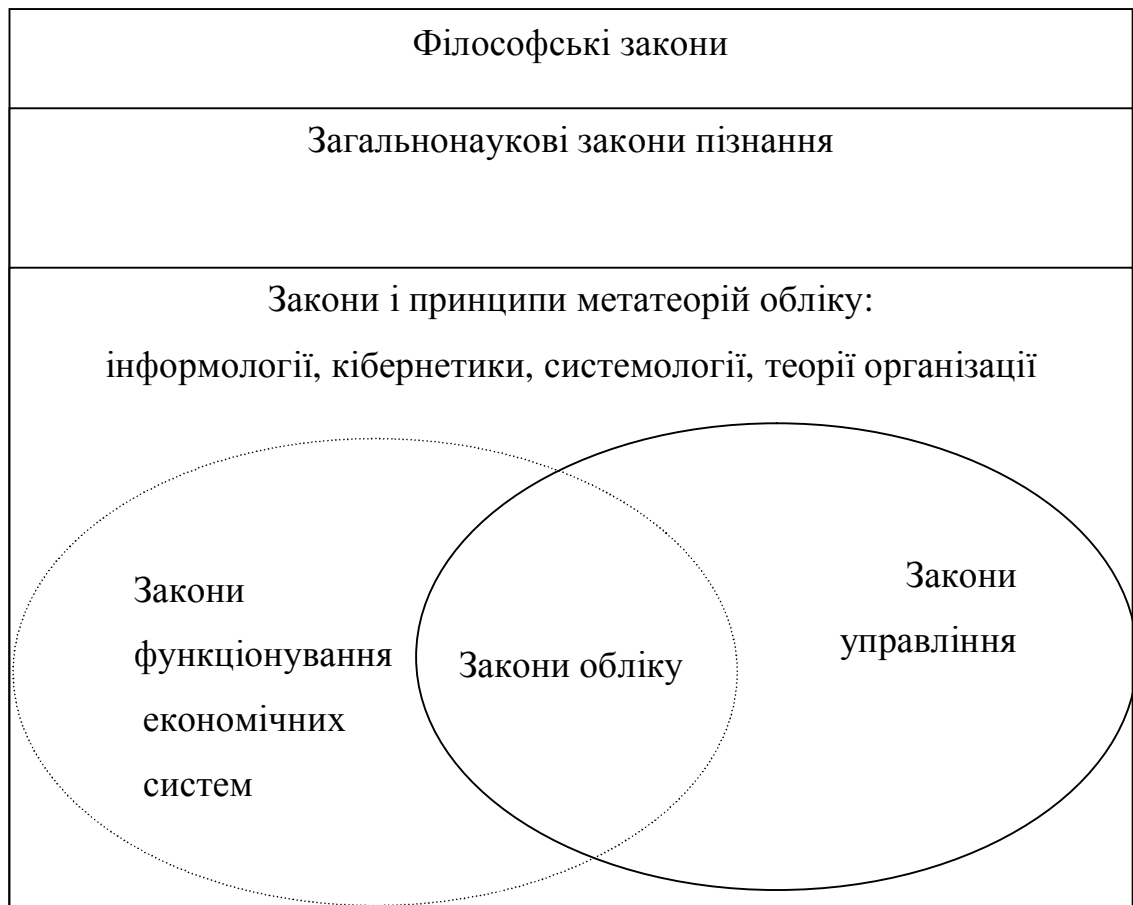 Філософські закони
Загальнонаукові закони пізнання
Закони і принципи метатеорій обліку:
інформології, кібернетики, системології, теорії організації
Закони
функціонування
економічних
систем
Закони обліку
Закони
управління